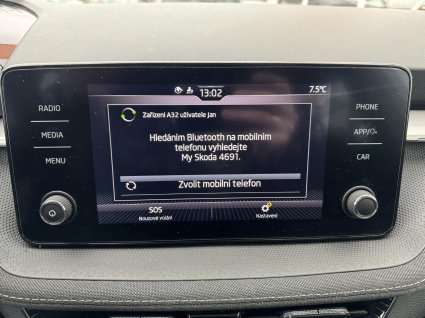 13:02
7.5°C
RADIO
MEDIA
MENU
PHONE
APP/
CAR
Zařízení A32 uživatele Jan
Hledáním Bluetooth na mobilním
telefonu vyhledejte
My Skoda 4691.
Zvolit mobilní telefon
SOS
Nouzové volání
Nastavení